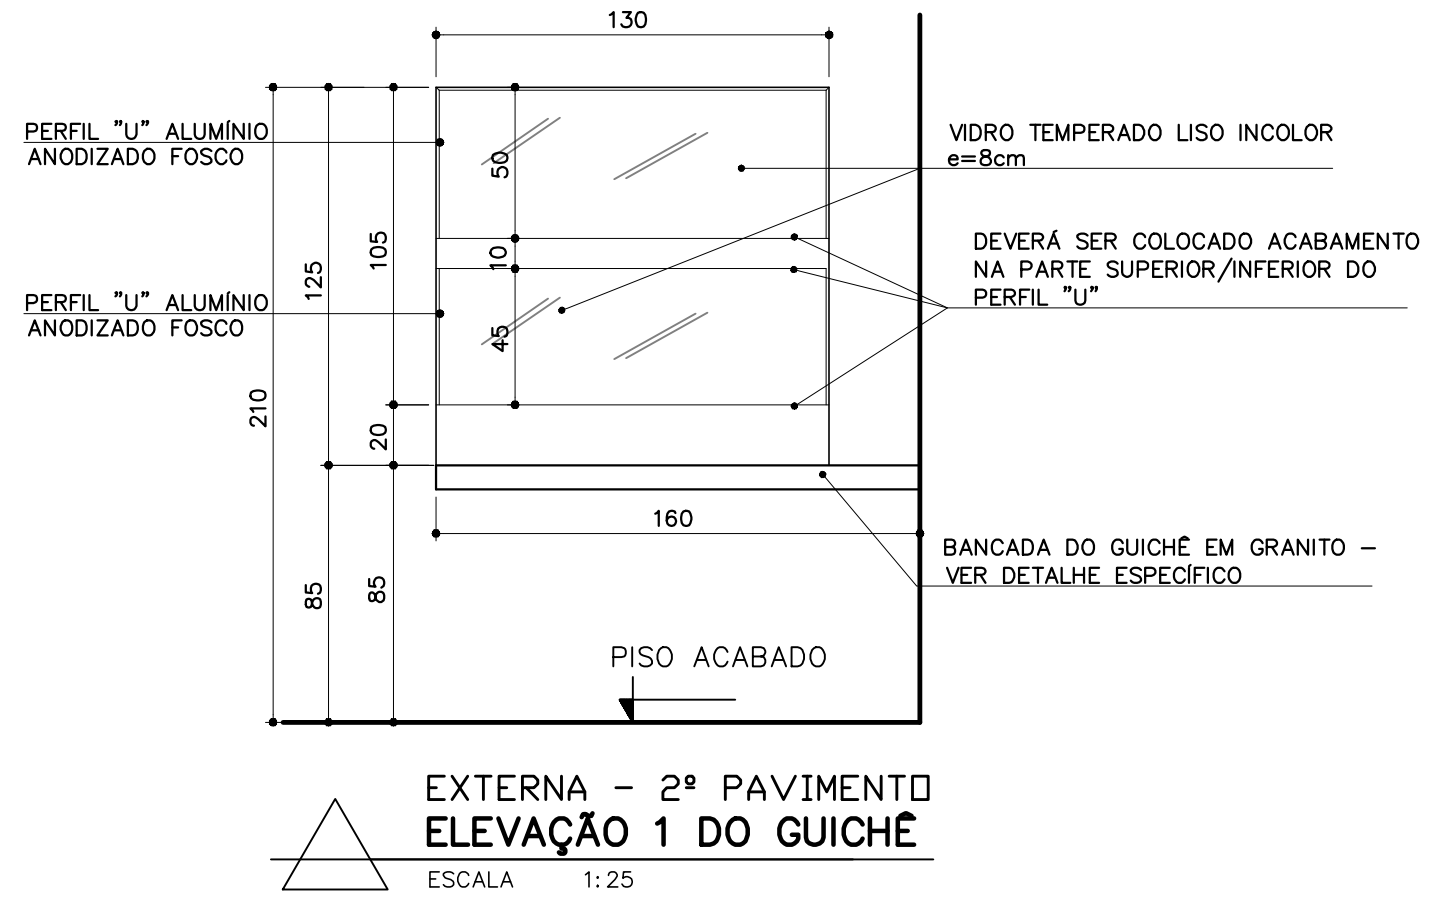 130
PERFIL "U" ALUMÍNIO
ANODIZADO FOSCO
VIDRO TEMPERADO LISO INCOLOR
e=8cm
50
105
125
10
DEVERÁ SER COLOCADO ACABAMENTO
NA PARTE SUPERIOR/INFERIOR DO
PERFIL "U"
PERFIL "U" ALUMÍNIO
ANODIZADO FOSCO
45
210
20
160
BANCADA DO GUICHÊ EM GRANITO –
VER DETALHE ESPECÍFICO
85
85
PISO ACABADO
EXTERNA – 2º PAVIMENTO
ELEVAÇÃO 1 DO GUICHÊ
ESCALA 1:25